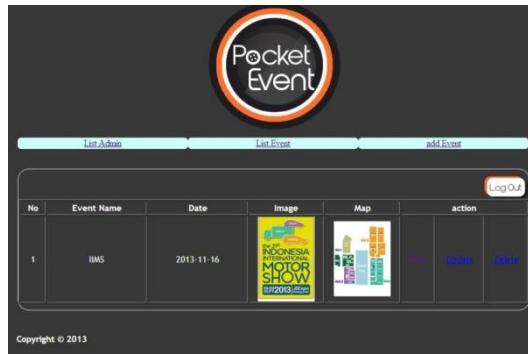 Pocket
Event
List Admin
List Event
add Event
Log Out
No Event Name Date Image Map action
1 IIMS 2013-11-16 Update Delete
INDONESIA
INTERNATIONAL
MOTOR
SHOW
2013
Copyright © 2013